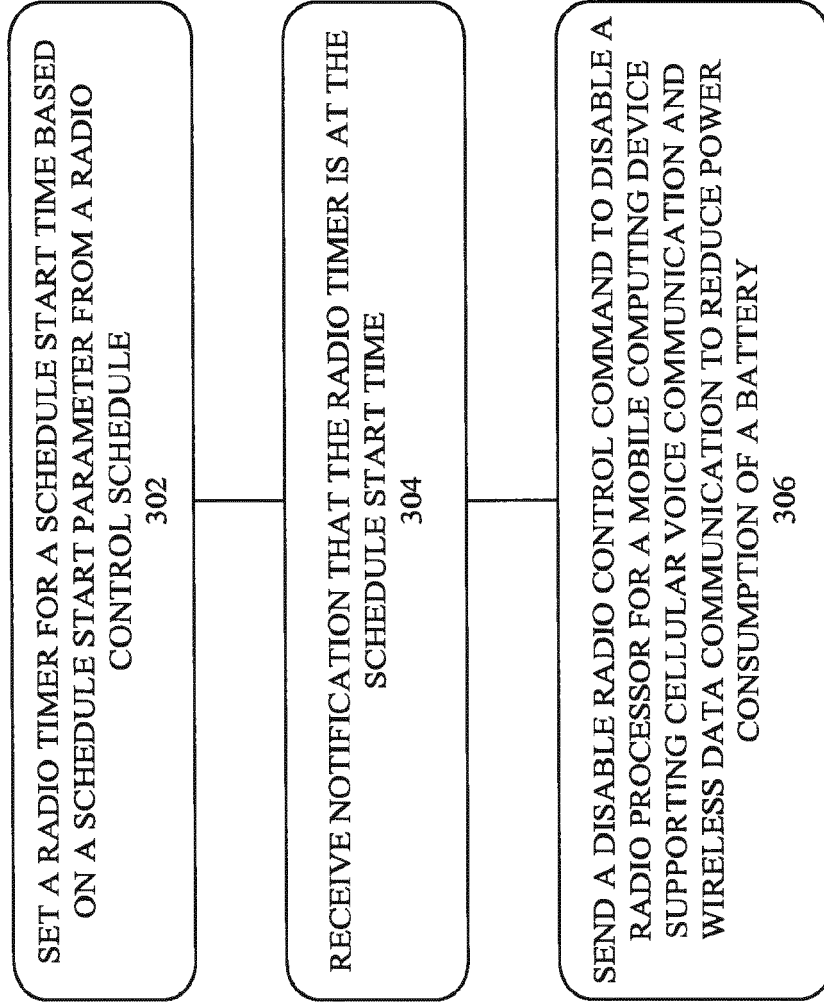 SET A RADIO TIMER FOR A SCHEDULE START TIME BASED
ON A SCHEDULE START PARAMETER FROM A RADIO
CONTROL SCHEDULE
302
RECEIVE NOTIFICATION THAT THE RADIO TIMER IS AT THE
SCHEDULE START TIME
304
SEND A DISABLE RADIO CONTROL COMMAND TO DISABLE A
RADIO PROCESSOR FOR A MOBILE COMPUTING DEVICE
SUPPORTING CELLULAR VOICE COMMUNICATION AND
WIRELESS DATA COMMUNICATION TO REDUCE POWER
CONSUMPTION OF A BATTERY
306